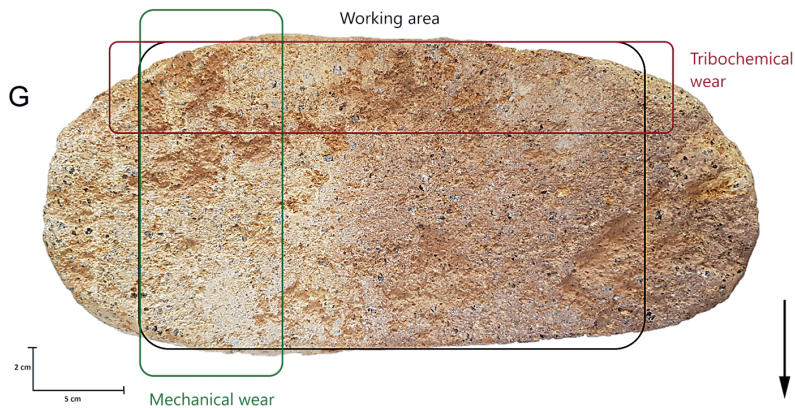 Working area
Tribochemical
wear
G
2 cm
5 cm
Mechanical wear